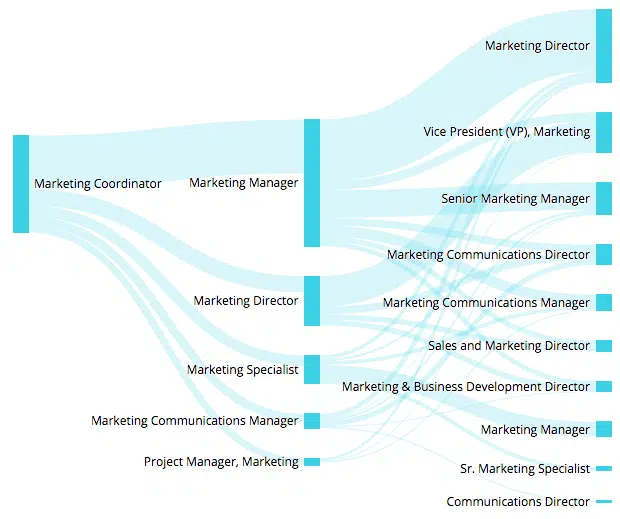 Marketing Coordinator
Marketing Manager
Marketing Director
Marketing Specialist
Marketing Communications Manager
Project Manager, Marketing
Marketing Director
Vice President (VP), Marketing
Senior Marketing Manager
Marketing Communications Director
Marketing Communications Manager
Sales and Marketing Director
Marketing & Business Development Director
Marketing Manager
Sr. Marketing Specialist
Communications Director